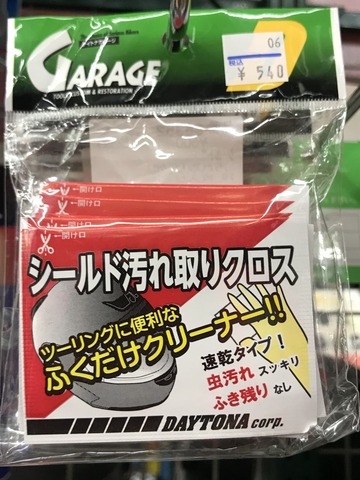 GARAGE
TOOL, CUSTOM & RESTORATION
06
税込
¥ 540
←開け口
←開け口
←開け口
←開け口
シールド汚れ取りクロス
ツーリングに便利な
ふくだけクリーナー!!
速乾タイプ!
虫汚れ スッキリ
ふき残り なし
DAYTONA corp.